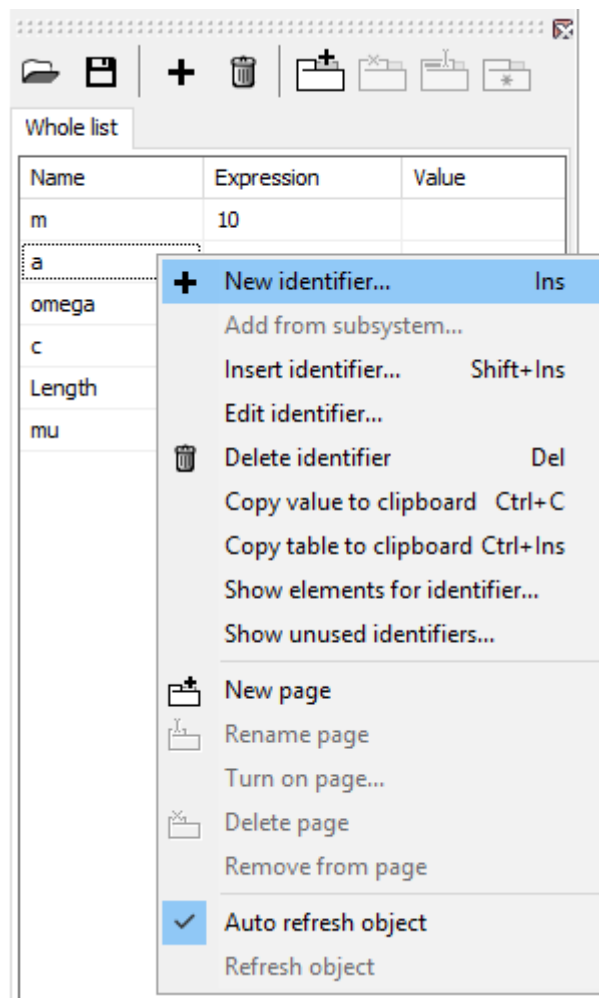 Whole list
Name Expression Value
m 10
a
omega
c
Length
mu
New identifier... Ins
Add from subsystem...
Insert identifier... Shift+Ins
Edit identifier...
Delete identifier Del
Copy value to clipboard Ctrl+C
Copy table to clipboard Ctrl+Ins
Show elements for identifier...
Show unused identifiers...
New page
Rename page
Turn on page...
Delete page
Remove from page
Auto refresh object
Refresh object